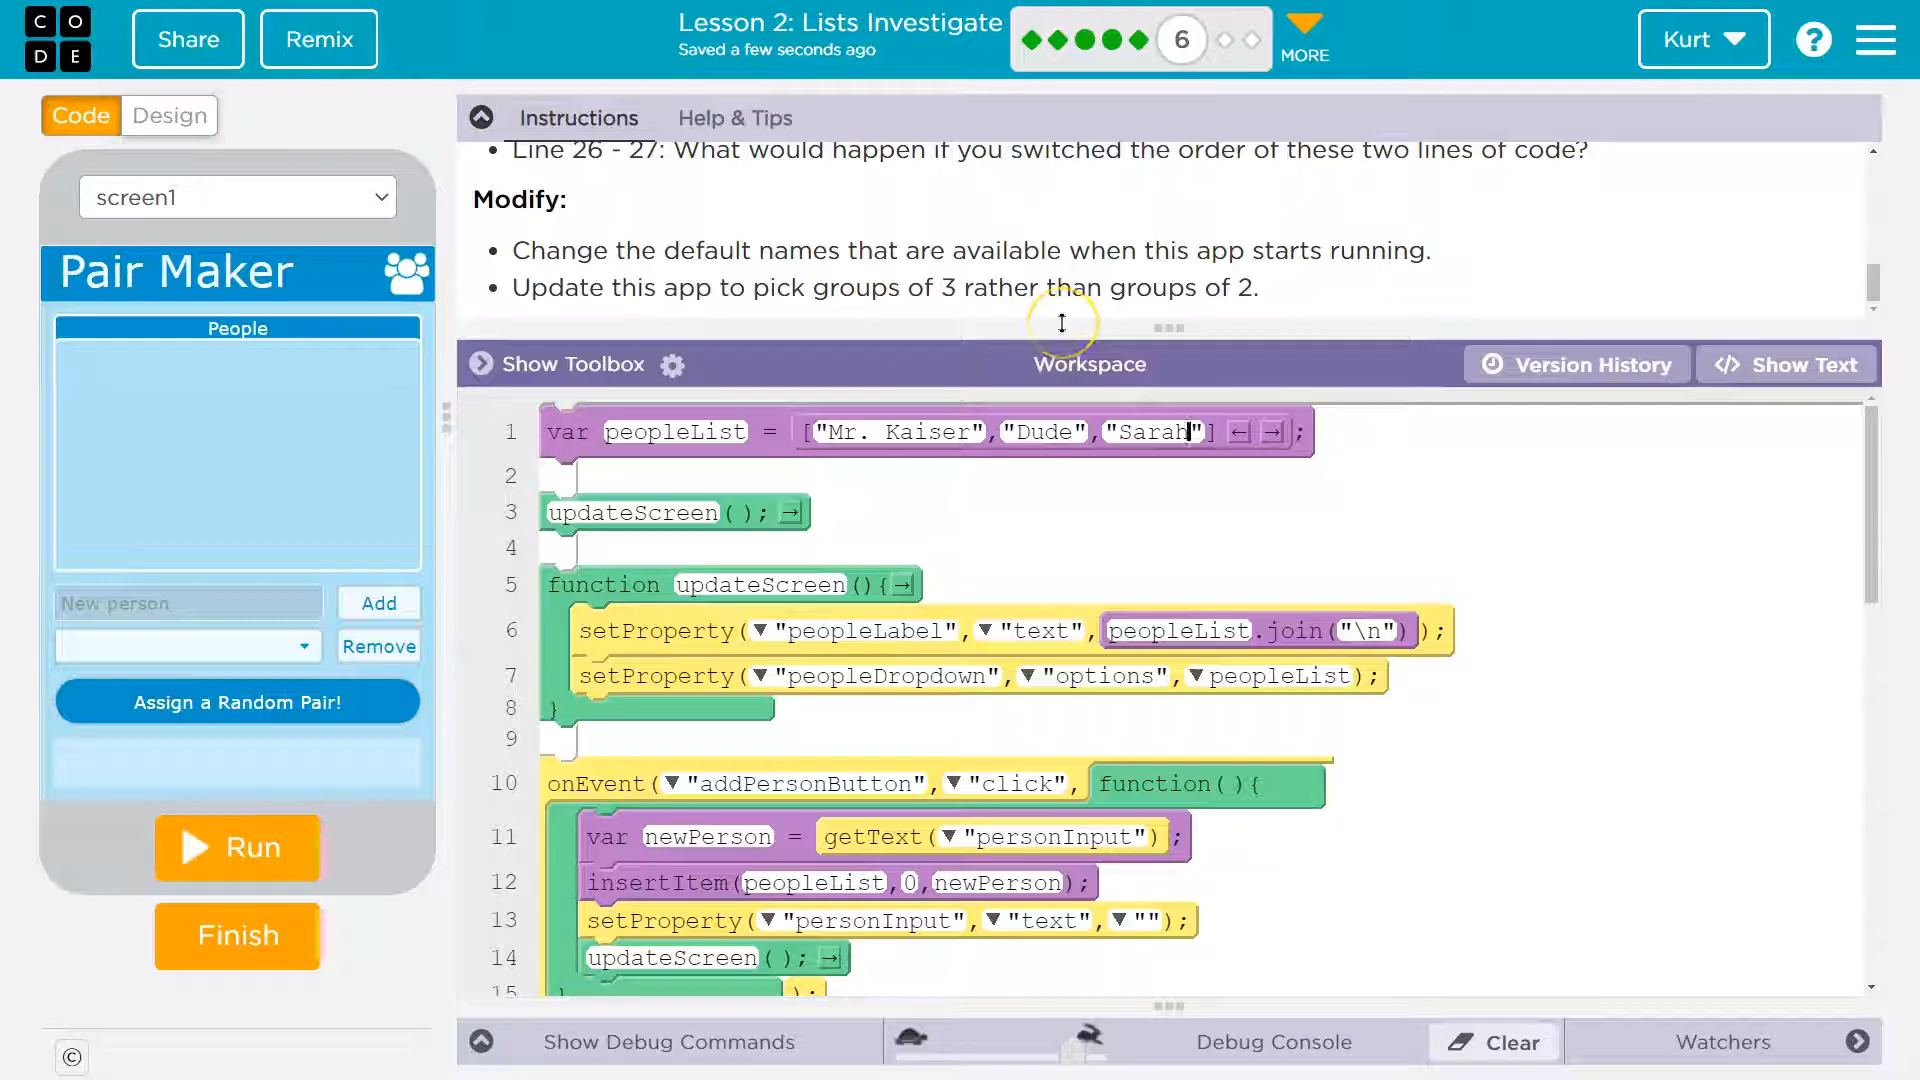 C O
D E
Share
Remix
Lesson 2: Lists Investigate
Saved a few seconds ago
6
MORE
Kurt
?
Code
Design
Instructions
Help & Tips
Line 26 - 27: What would happen if you switched the order of these two lines of code?
Modify:
Change the default names that are available when this app starts running.
Update this app to pick groups of 3 rather than groups of 2.
screen1
Pair Maker
People
New person
Add
Remove
Assign a Random Pair!
Run
Finish
©
Show Toolbox
Workspace
Version History
</> Show Text
1 var peopleList = ["Mr. Kaiser","Dude","Sarah"] ← → ;
2
3 updateScreen(); →
4
5 function updateScreen(){ →
6 setProperty(▼"peopleLabel",▼"text",peopleList.join("\n"));
7 setProperty(▼"peopleDropdown",▼"options",▼peopleList);
8 }
9
10 onEvent(▼"addPersonButton",▼"click",function(){
11 var newPerson = getText(▼"personInput");
12 insertItem(peopleList,0,newPerson);
13 setProperty(▼"personInput",▼"text",▼"");
14 updateScreen(); →
15 });
Show Debug Commands
Debug Console
Clear
Watchers